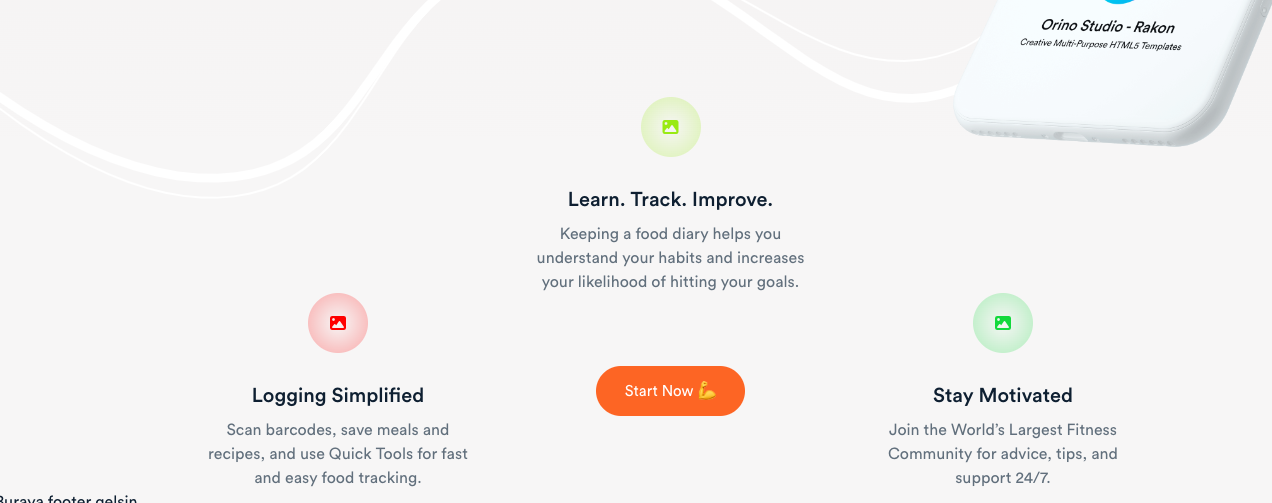 Orino Studio - Rakon
Creative Multi-Purpose HTML5 Templates
Learn. Track. Improve.
Keeping a food diary helps you
understand your habits and increases
your likelihood of hitting your goals.
Logging Simplified
Scan barcodes, save meals and
recipes, and use Quick Tools for fast
and easy food tracking.
Start Now 💪
Stay Motivated
Join the World’s Largest Fitness
Community for advice, tips, and
support 24/7.
Buraya footer gelsin